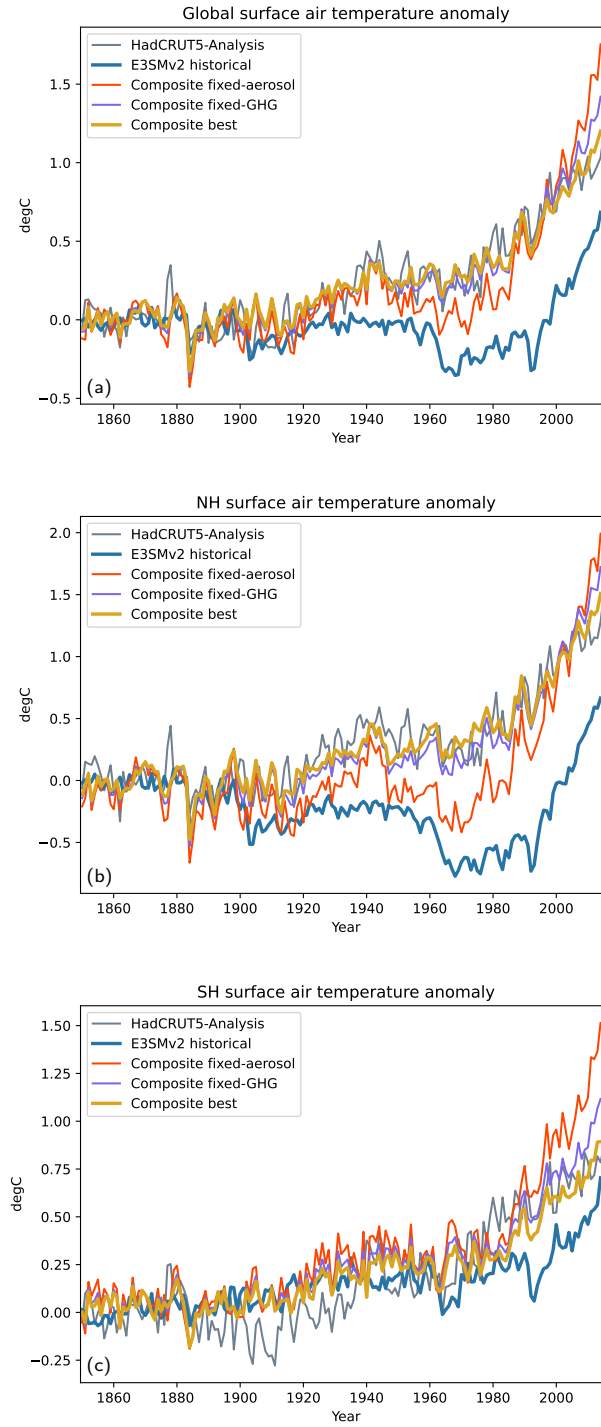 Global surface air temperature anomaly
HadCRUT5-Analysis
E3SMv2 historical
Composite fixed-aerosol
Composite fixed-GHG
Composite best
1.5
1.0
0.5
0.0
−0.5
degC
(a)
1860 1880 1900 1920 1940 1960 1980 2000
Year
NH surface air temperature anomaly
HadCRUT5-Analysis
E3SMv2 historical
Composite fixed-aerosol
Composite fixed-GHG
Composite best
2.0
1.5
1.0
0.5
0.0
−0.5
degC
(b)
1860 1880 1900 1920 1940 1960 1980 2000
Year
SH surface air temperature anomaly
HadCRUT5-Analysis
E3SMv2 historical
Composite fixed-aerosol
Composite fixed-GHG
Composite best
1.50
1.25
1.00
0.75
0.50
0.25
0.00
−0.25
degC
(c)
1860 1880 1900 1920 1940 1960 1980 2000
Year